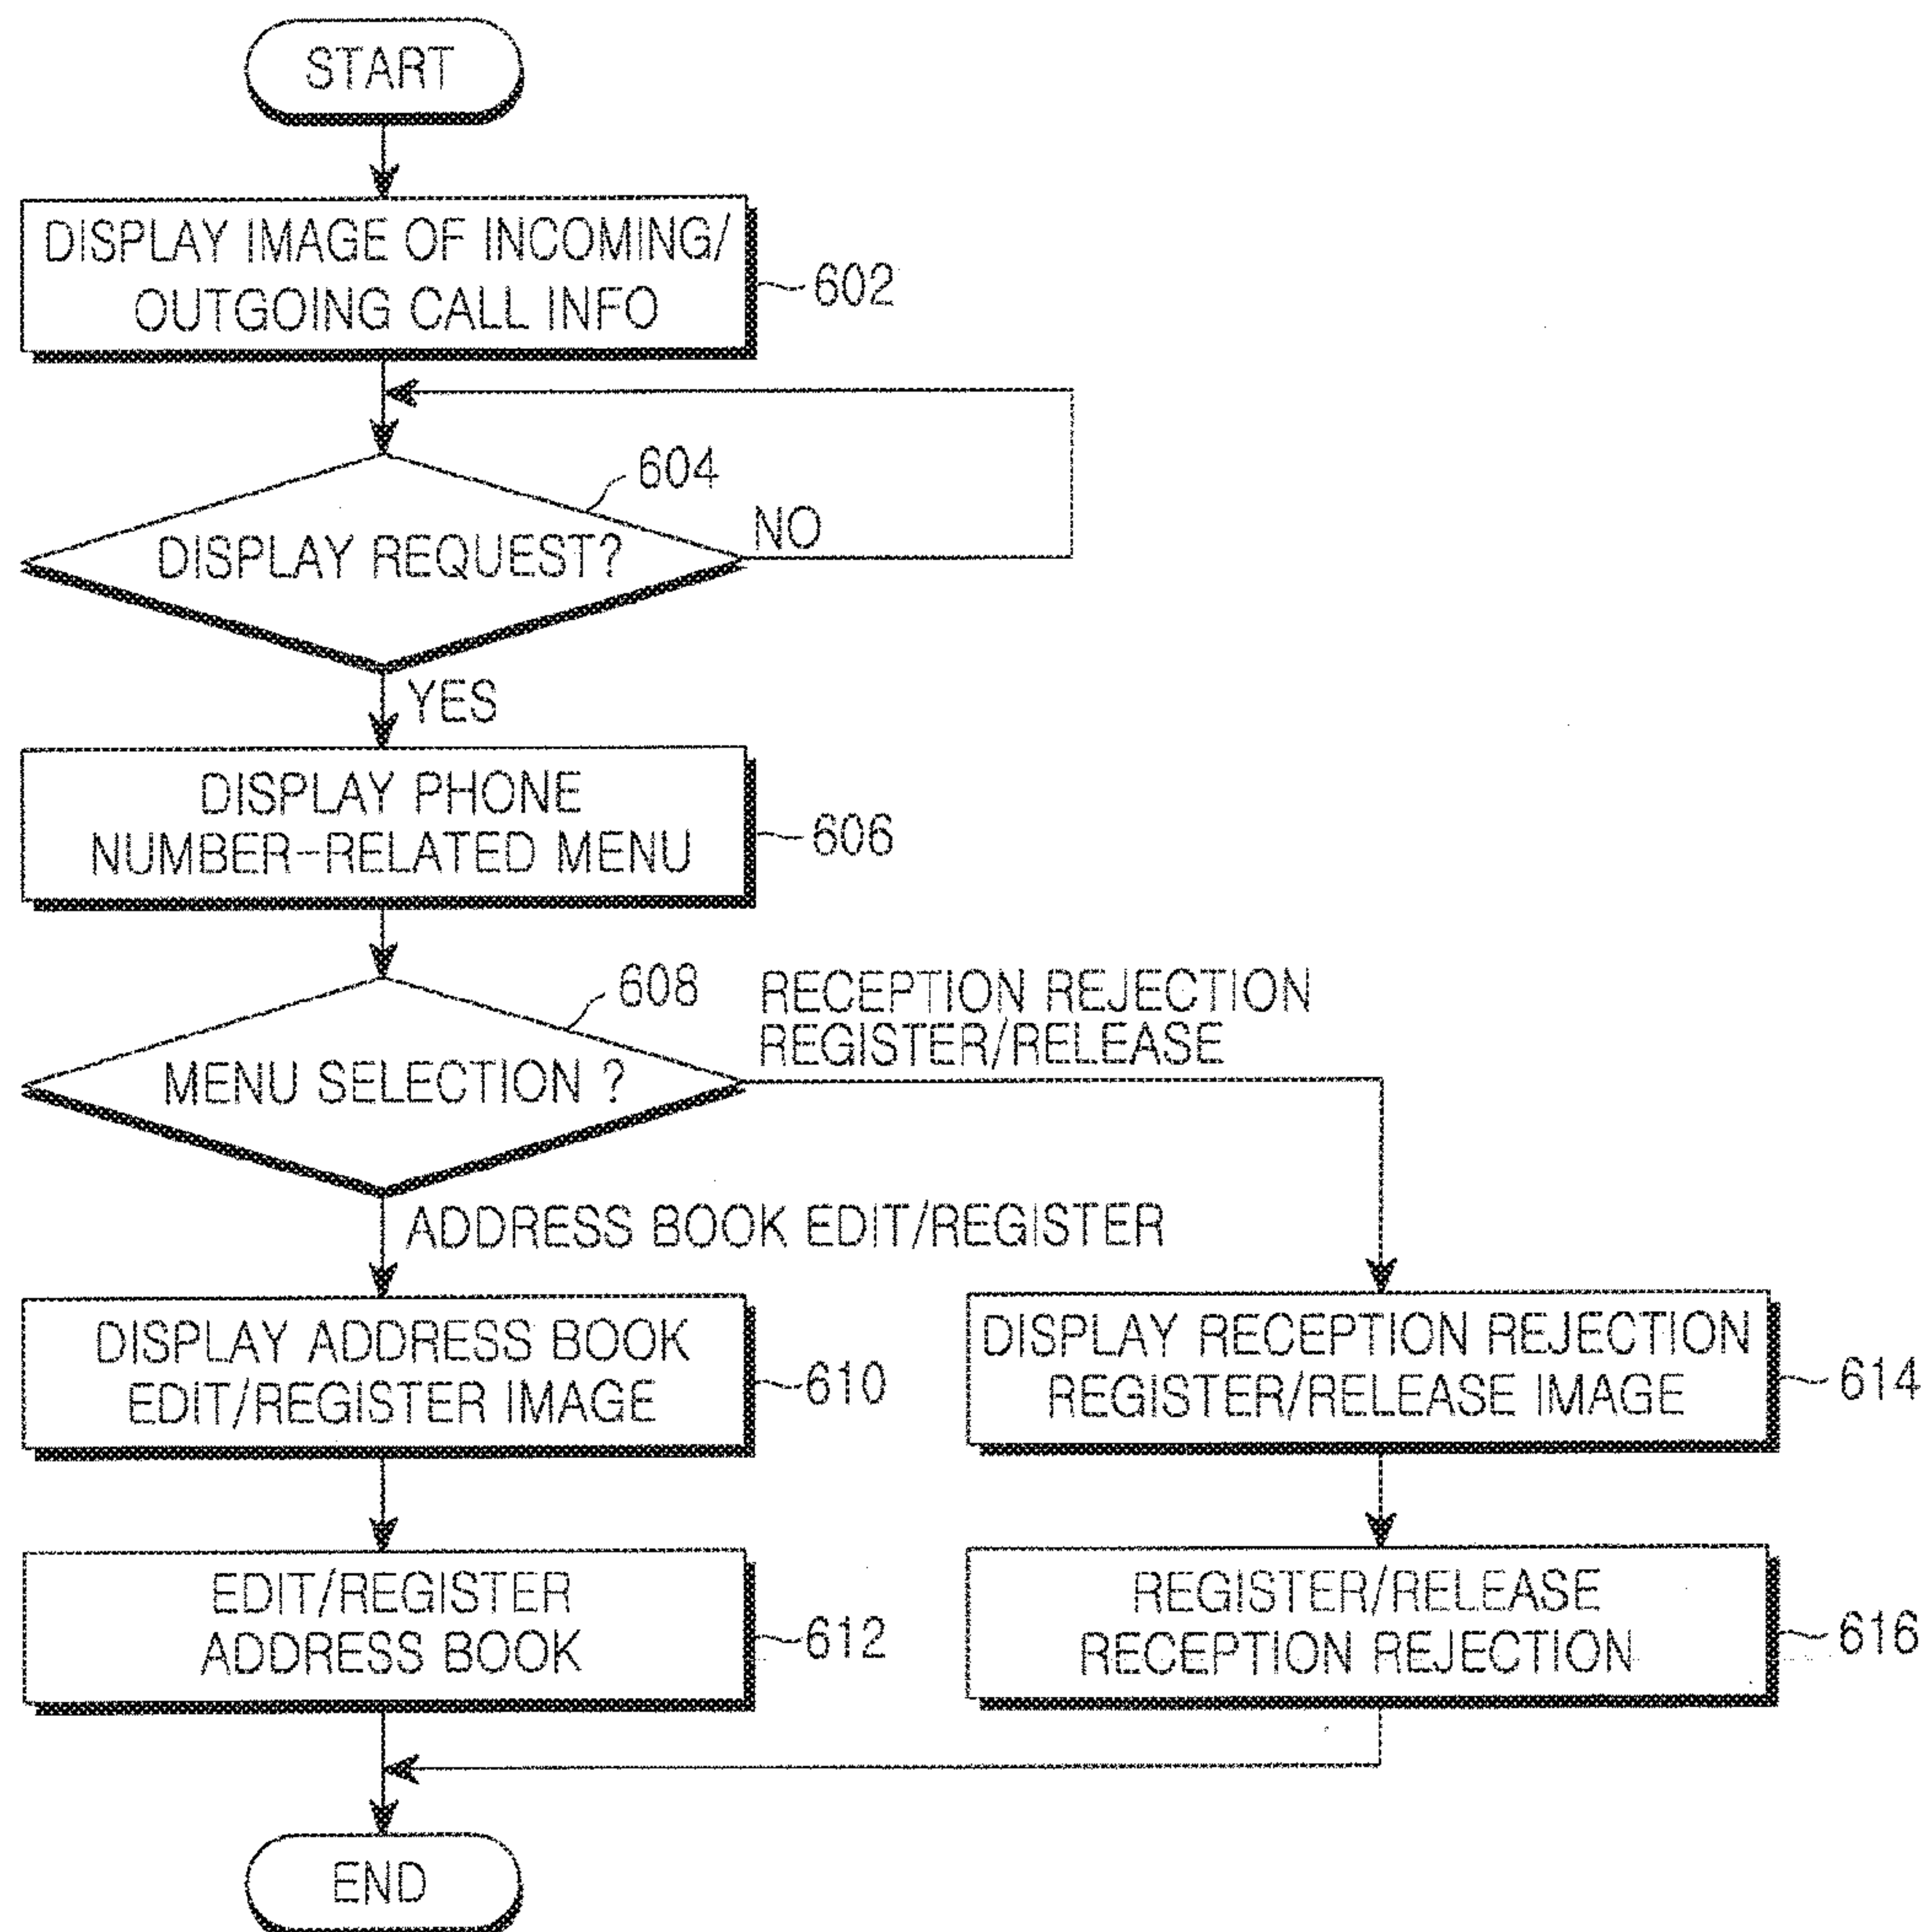 START
DISPLAY IMAGE OF INCOMING/
OUTGOING CALL INFO
602
604
DISPLAY REQUEST?
NO
YES
DISPLAY PHONE
NUMBER-RELATED MENU
606
608
RECEPTION REJECTION
REGISTER/RELEASE
MENU SELECTION ?
ADDRESS BOOK EDIT/REGISTER
DISPLAY ADDRESS BOOK
EDIT/REGISTER IMAGE
610
DISPLAY RECEPTION REJECTION
REGISTER/RELEASE IMAGE
614
EDIT/REGISTER
ADDRESS BOOK
612
REGISTER/RELEASE
RECEPTION REJECTION
616
END